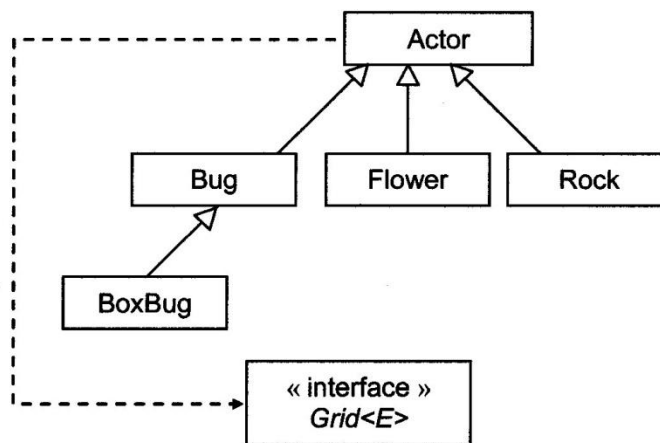 Actor
Bug
Flower
Rock
BoxBug
« interface »
Grid<E>